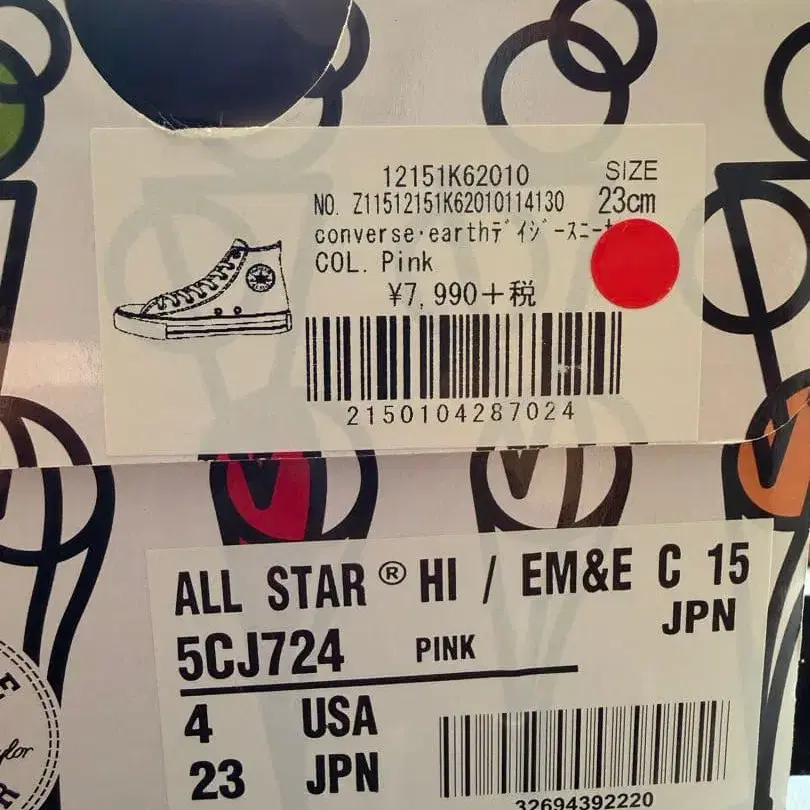 12151K62010
SIZE
NO. Z11512151K62010114130
23cm
converse・earthデイジースニー
COL. Pink
¥7,990+税
2150104287024
ALL STAR® HI / EM&E C 15
JPN
5CJ724 PINK
4 USA
23 JPN
32694392220